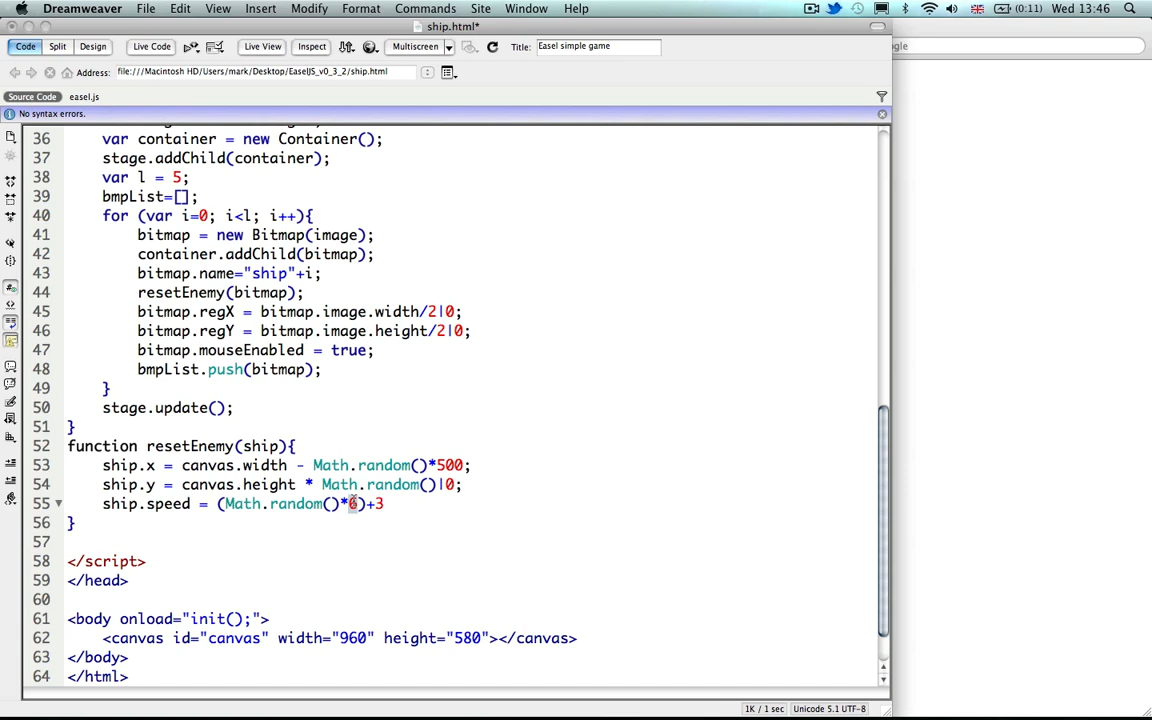 Dreamweaver File Edit View Insert Modify Format Commands Site Window Help (0:11) Wed 13:46
ship.html*
Code Split Design Live Code Live View Inspect Multiscreen Title: Easel simple game
Address: file:///Macintosh HD/Users/mark/Desktop/EaselJS_v0_3_2/ship.html
Source Code easel.js
No syntax errors.
36 var container = new Container();
37 stage.addChild(container);
38 var l = 5;
39 bmpList=[];
40 for (var i=0; i<l; i++){
41 bitmap = new Bitmap(image);
42 container.addChild(bitmap);
43 bitmap.name="ship"+i;
44 resetEnemy(bitmap);
45 bitmap.regX = bitmap.image.width/2|0;
46 bitmap.regY = bitmap.image.height/2|0;
47 bitmap.mouseEnabled = true;
48 bmpList.push(bitmap);
49 }
50 stage.update();
51 }
52 function resetEnemy(ship){
53 ship.x = canvas.width - Math.random()*500;
54 ship.y = canvas.height * Math.random()|0;
55 ship.speed = (Math.random()*6)+3
56 }
57
58 </script>
59 </head>
60
61 <body onload="init();">
62 <canvas id="canvas" width="960" height="580"></canvas>
63 </body>
64 </html>
1K / 1 sec Unicode 5.1 UTF-8